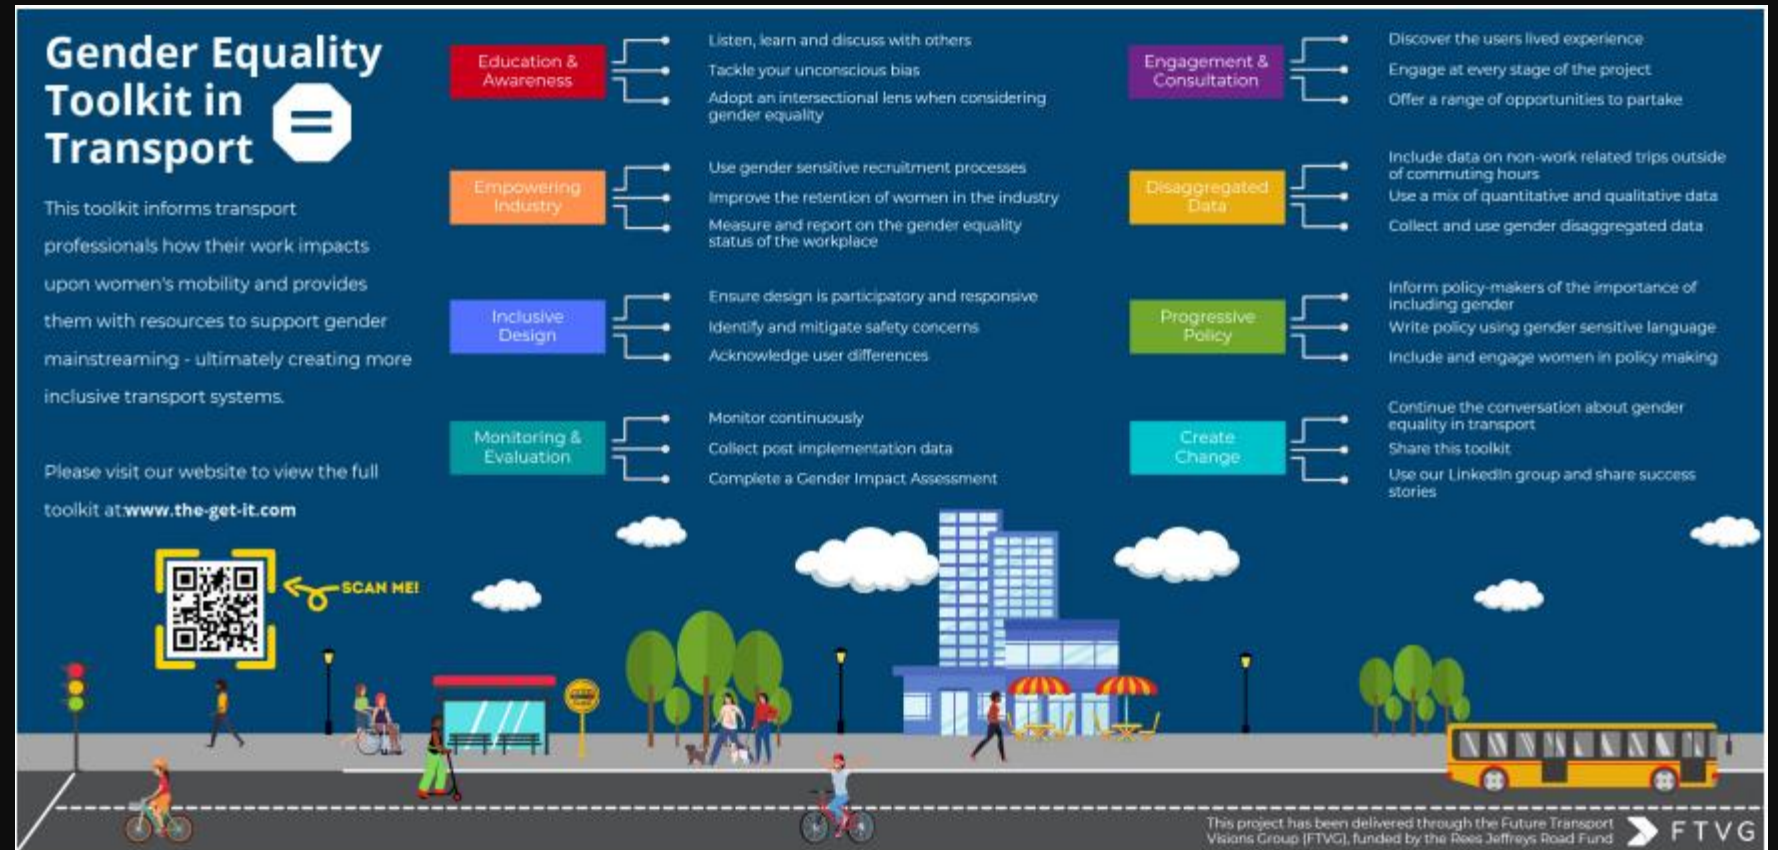 Gender Equality
Toolkit in
Transport
This toolkit informs transport
professionals how their work impacts
upon women's mobility and provides
them with resources to support gender
mainstreaming - ultimately creating more
inclusive transport systems.
Please visit our website to view the full
toolkit at:www.the-get-it.com
SCAN ME!
Education &
Awareness
Listen, learn and discuss with others
Tackle your unconscious bias
Adopt an intersectional lens when considering
gender equality
Empowering
Industry
Use gender sensitive recruitment processes
Improve the retention of women in the industry
Measure and report on the gender equality
status of the workplace
Inclusive
Design
Ensure design is participatory and responsive
Identify and mitigate safety concerns
Acknowledge user differences
Monitoring &
Evaluation
Monitor continuously
Collect post implementation data
Complete a Gender Impact Assessment
Engagement &
Consultation
Discover the users lived experience
Engage at every stage of the project
Offer a range of opportunities to partake
Disaggregated
Data
Include data on non-work related trips outside
of commuting hours
Use a mix of quantitative and qualitative data
Collect and use gender disaggregated data
Progressive
Policy
Inform policy-makers of the importance of
including gender
Write policy using gender sensitive language
Include and engage women in policy making
Create
Change
Continue the conversation about gender
equality in transport
Share this toolkit
Use our LinkedIn group and share success
stories
This project has been delivered through the Future Transport
Visions Group (FTVG), funded by the Rees Jeffreys Road Fund
FTVG